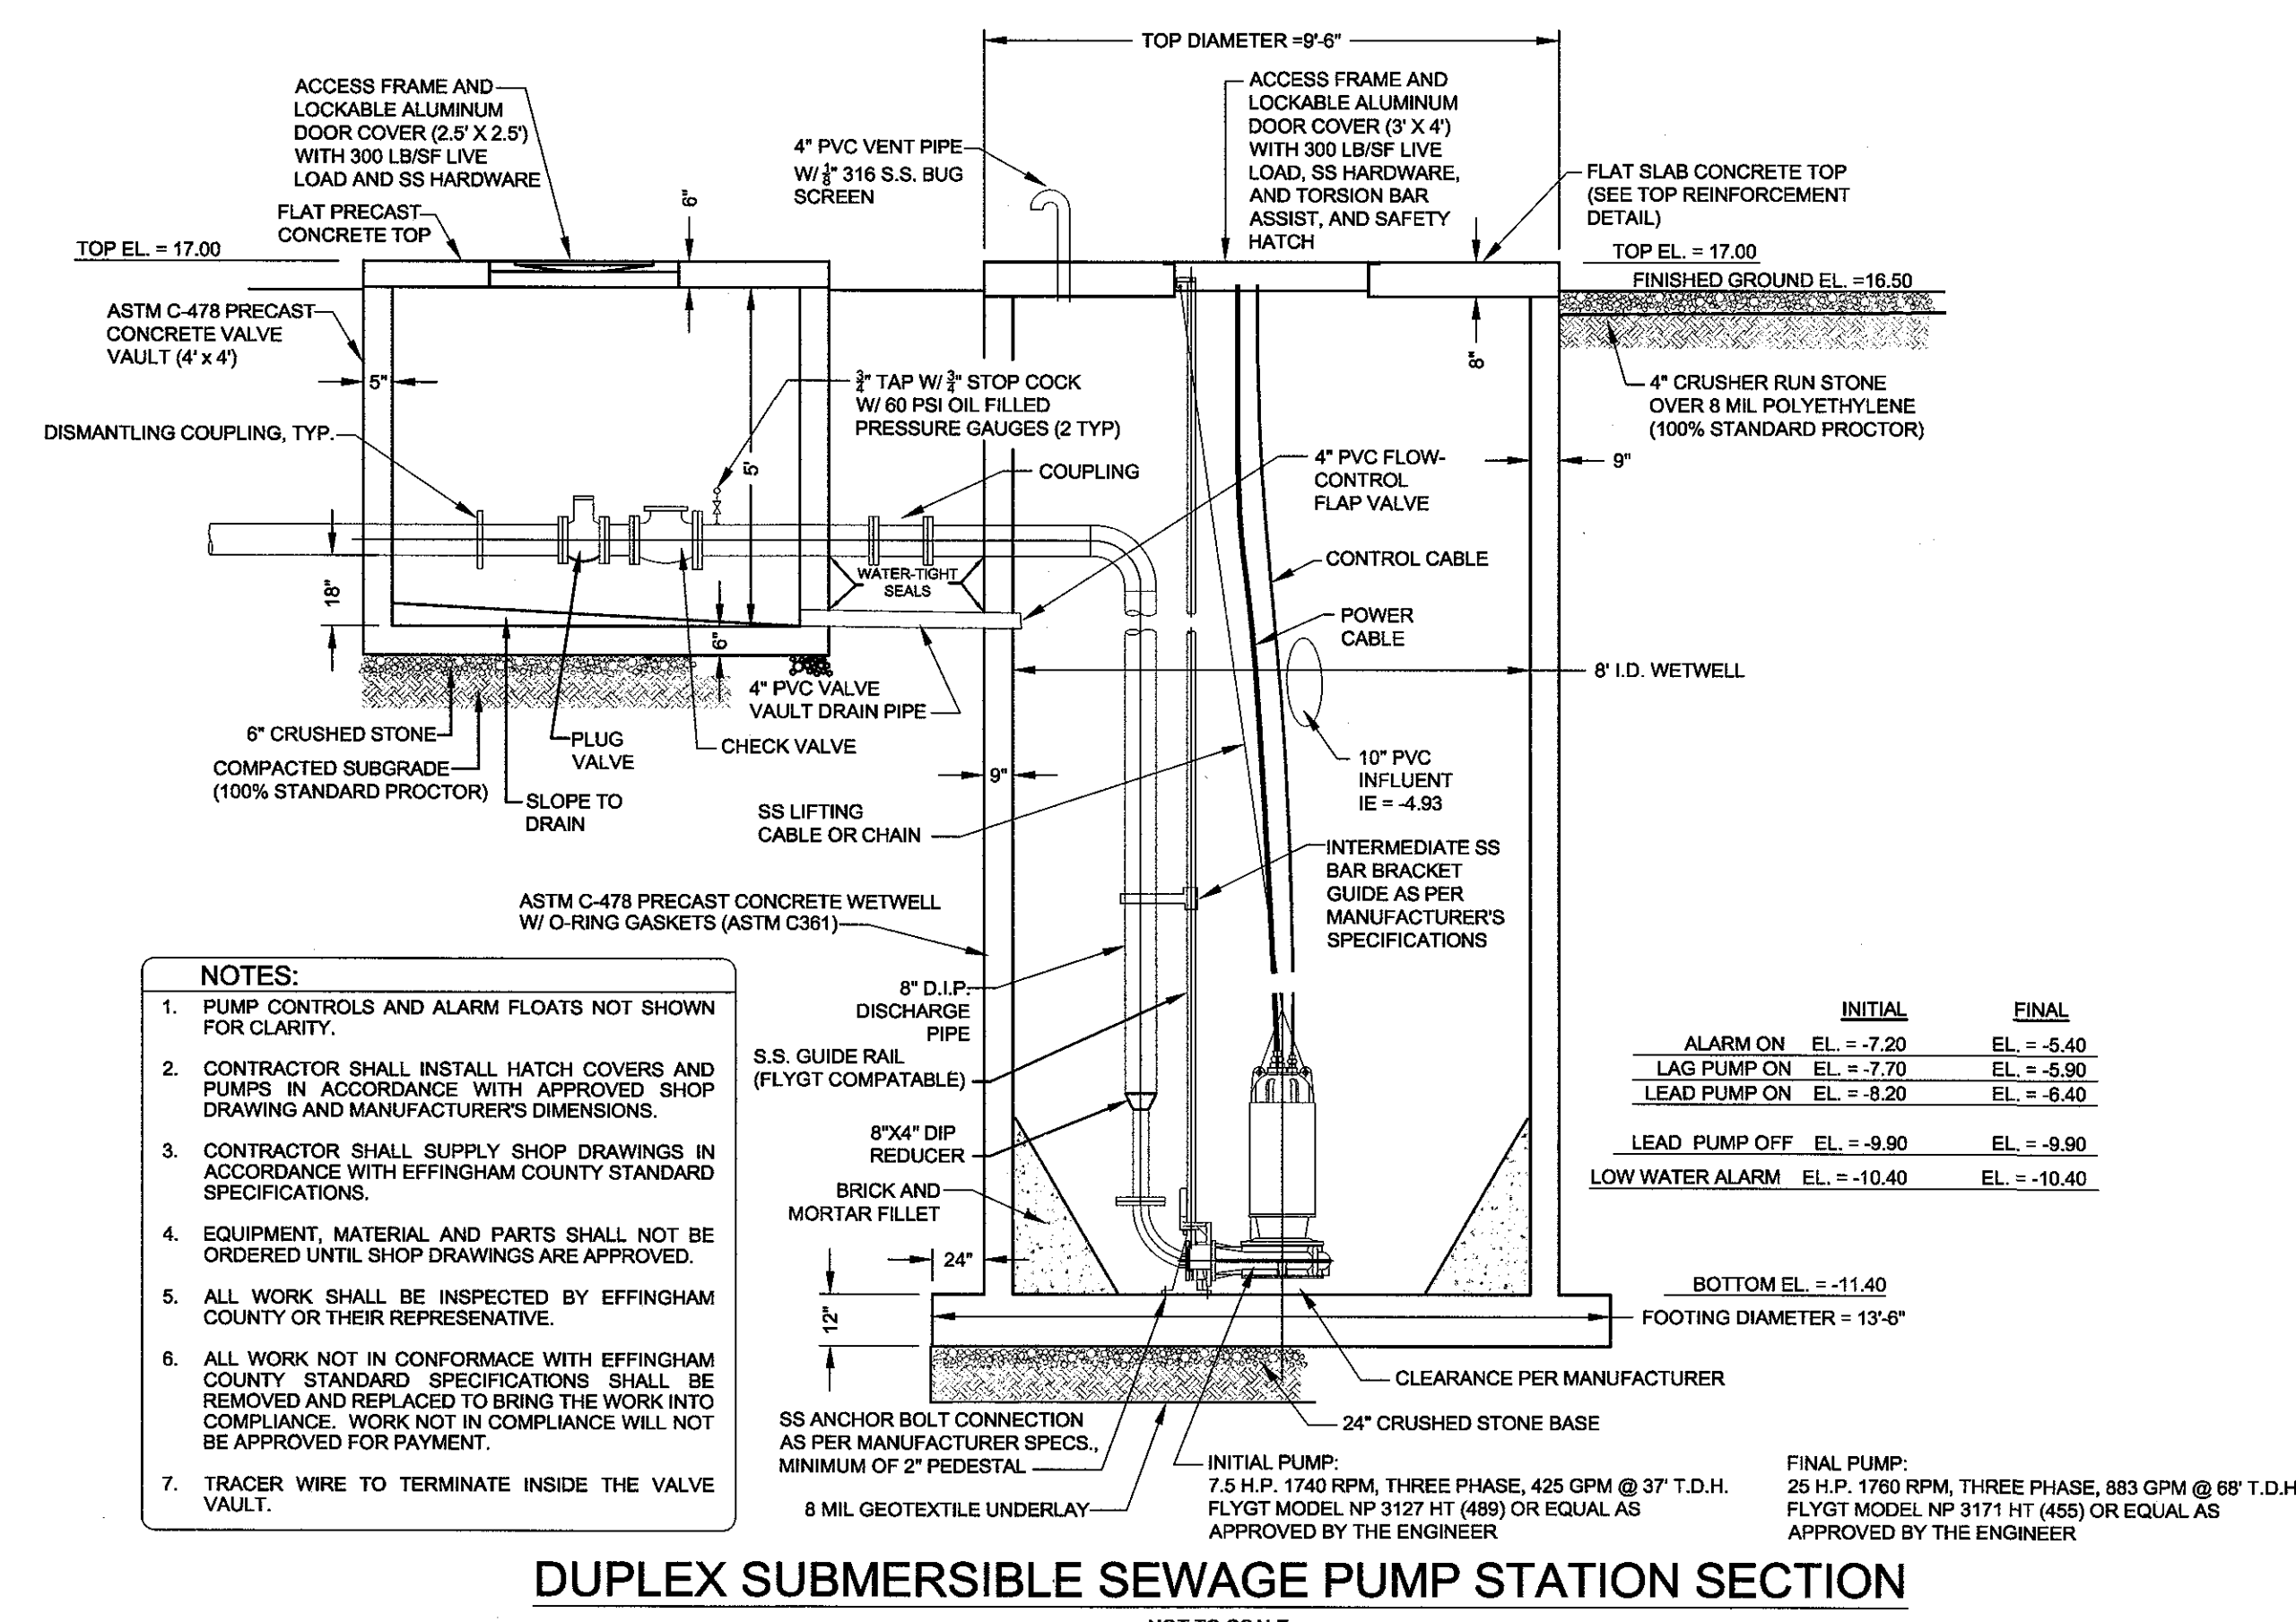 TOP DIAMETER =9'-6"
ACCESS FRAME AND
LOCKABLE ALUMINUM
DOOR COVER (2.5' X 2.5')
WITH 300 LB/SF LIVE
LOAD AND SS HARDWARE
FLAT PRECAST
CONCRETE TOP
TOP EL. = 17.00
6"
4" PVC VENT PIPE
W/ 1/8" 316 S.S. BUG
SCREEN
ACCESS FRAME AND
LOCKABLE ALUMINUM
DOOR COVER (3' X 4')
WITH 300 LB/SF LIVE
LOAD, SS HARDWARE,
AND TORSION BAR
ASSIST, AND SAFETY
HATCH
FLAT SLAB CONCRETE TOP
(SEE TOP REINFORCEMENT
DETAIL)
TOP EL. = 17.00
FINISHED GROUND EL. =16.50
8"
4" CRUSHER RUN STONE
OVER 8 MIL POLYETHYLENE
(100% STANDARD PROCTOR)
ASTM C-478 PRECAST
CONCRETE VALVE
VAULT (4' x 4')
5"
DISMANTLING COUPLING, TYP.
3/4" TAP W/ 3/4" STOP COCK
W/ 60 PSI OIL FILLED
PRESSURE GAUGES (2 TYP)
5'
COUPLING
4" PVC FLOW-
CONTROL
FLAP VALVE
9"
CONTROL CABLE
POWER
CABLE
8' I.D. WETWELL
WATER-TIGHT
SEALS
18"
6"
4" PVC VALVE
VAULT DRAIN PIPE
6" CRUSHED STONE
COMPACTED SUBGRADE
(100% STANDARD PROCTOR)
PLUG
VALVE
CHECK VALVE
SLOPE TO
DRAIN
9"
10" PVC
INFLUENT
IE = -4.93
SS LIFTING
CABLE OR CHAIN
INTERMEDIATE SS
BAR BRACKET
GUIDE AS PER
MANUFACTURER'S
SPECIFICATIONS
ASTM C-478 PRECAST CONCRETE WETWELL
W/ O-RING GASKETS (ASTM C361)
8" D.I.P.
DISCHARGE
PIPE
S.S. GUIDE RAIL
(FLYGT COMPATABLE)
8"X4" DIP
REDUCER
BRICK AND
MORTAR FILLET
24"
12"
INITIAL FINAL
ALARM ON EL. = -7.20 EL. = -5.40
LAG PUMP ON EL. = -7.70 EL. = -5.90
LEAD PUMP ON EL. = -8.20 EL. = -6.40
LEAD PUMP OFF EL. = -9.90 EL. = -9.90
LOW WATER ALARM EL. = -10.40 EL. = -10.40
BOTTOM EL. = -11.40
FOOTING DIAMETER = 13'-6"
CLEARANCE PER MANUFACTURER
24" CRUSHED STONE BASE
SS ANCHOR BOLT CONNECTION
AS PER MANUFACTURER SPECS.,
MINIMUM OF 2" PEDESTAL
8 MIL GEOTEXTILE UNDERLAY
INITIAL PUMP:
7.5 H.P. 1740 RPM, THREE PHASE, 425 GPM @ 37' T.D.H.
FLYGT MODEL NP 3127 HT (489) OR EQUAL AS
APPROVED BY THE ENGINEER
FINAL PUMP:
25 H.P. 1760 RPM, THREE PHASE, 883 GPM @ 68' T.D.H
FLYGT MODEL NP 3171 HT (455) OR EQUAL AS
APPROVED BY THE ENGINEER
NOTES:
1. PUMP CONTROLS AND ALARM FLOATS NOT SHOWN
FOR CLARITY.
2. CONTRACTOR SHALL INSTALL HATCH COVERS AND
PUMPS IN ACCORDANCE WITH APPROVED SHOP
DRAWING AND MANUFACTURER'S DIMENSIONS.
3. CONTRACTOR SHALL SUPPLY SHOP DRAWINGS IN
ACCORDANCE WITH EFFINGHAM COUNTY STANDARD
SPECIFICATIONS.
4. EQUIPMENT, MATERIAL AND PARTS SHALL NOT BE
ORDERED UNTIL SHOP DRAWINGS ARE APPROVED.
5. ALL WORK SHALL BE INSPECTED BY EFFINGHAM
COUNTY OR THEIR REPRESENATIVE.
6. ALL WORK NOT IN CONFORMACE WITH EFFINGHAM
COUNTY STANDARD SPECIFICATIONS SHALL BE
REMOVED AND REPLACED TO BRING THE WORK INTO
COMPLIANCE. WORK NOT IN COMPLIANCE WILL NOT
BE APPROVED FOR PAYMENT.
7. TRACER WIRE TO TERMINATE INSIDE THE VALVE
VAULT.
DUPLEX SUBMERSIBLE SEWAGE PUMP STATION SECTION
NOT TO SCALE